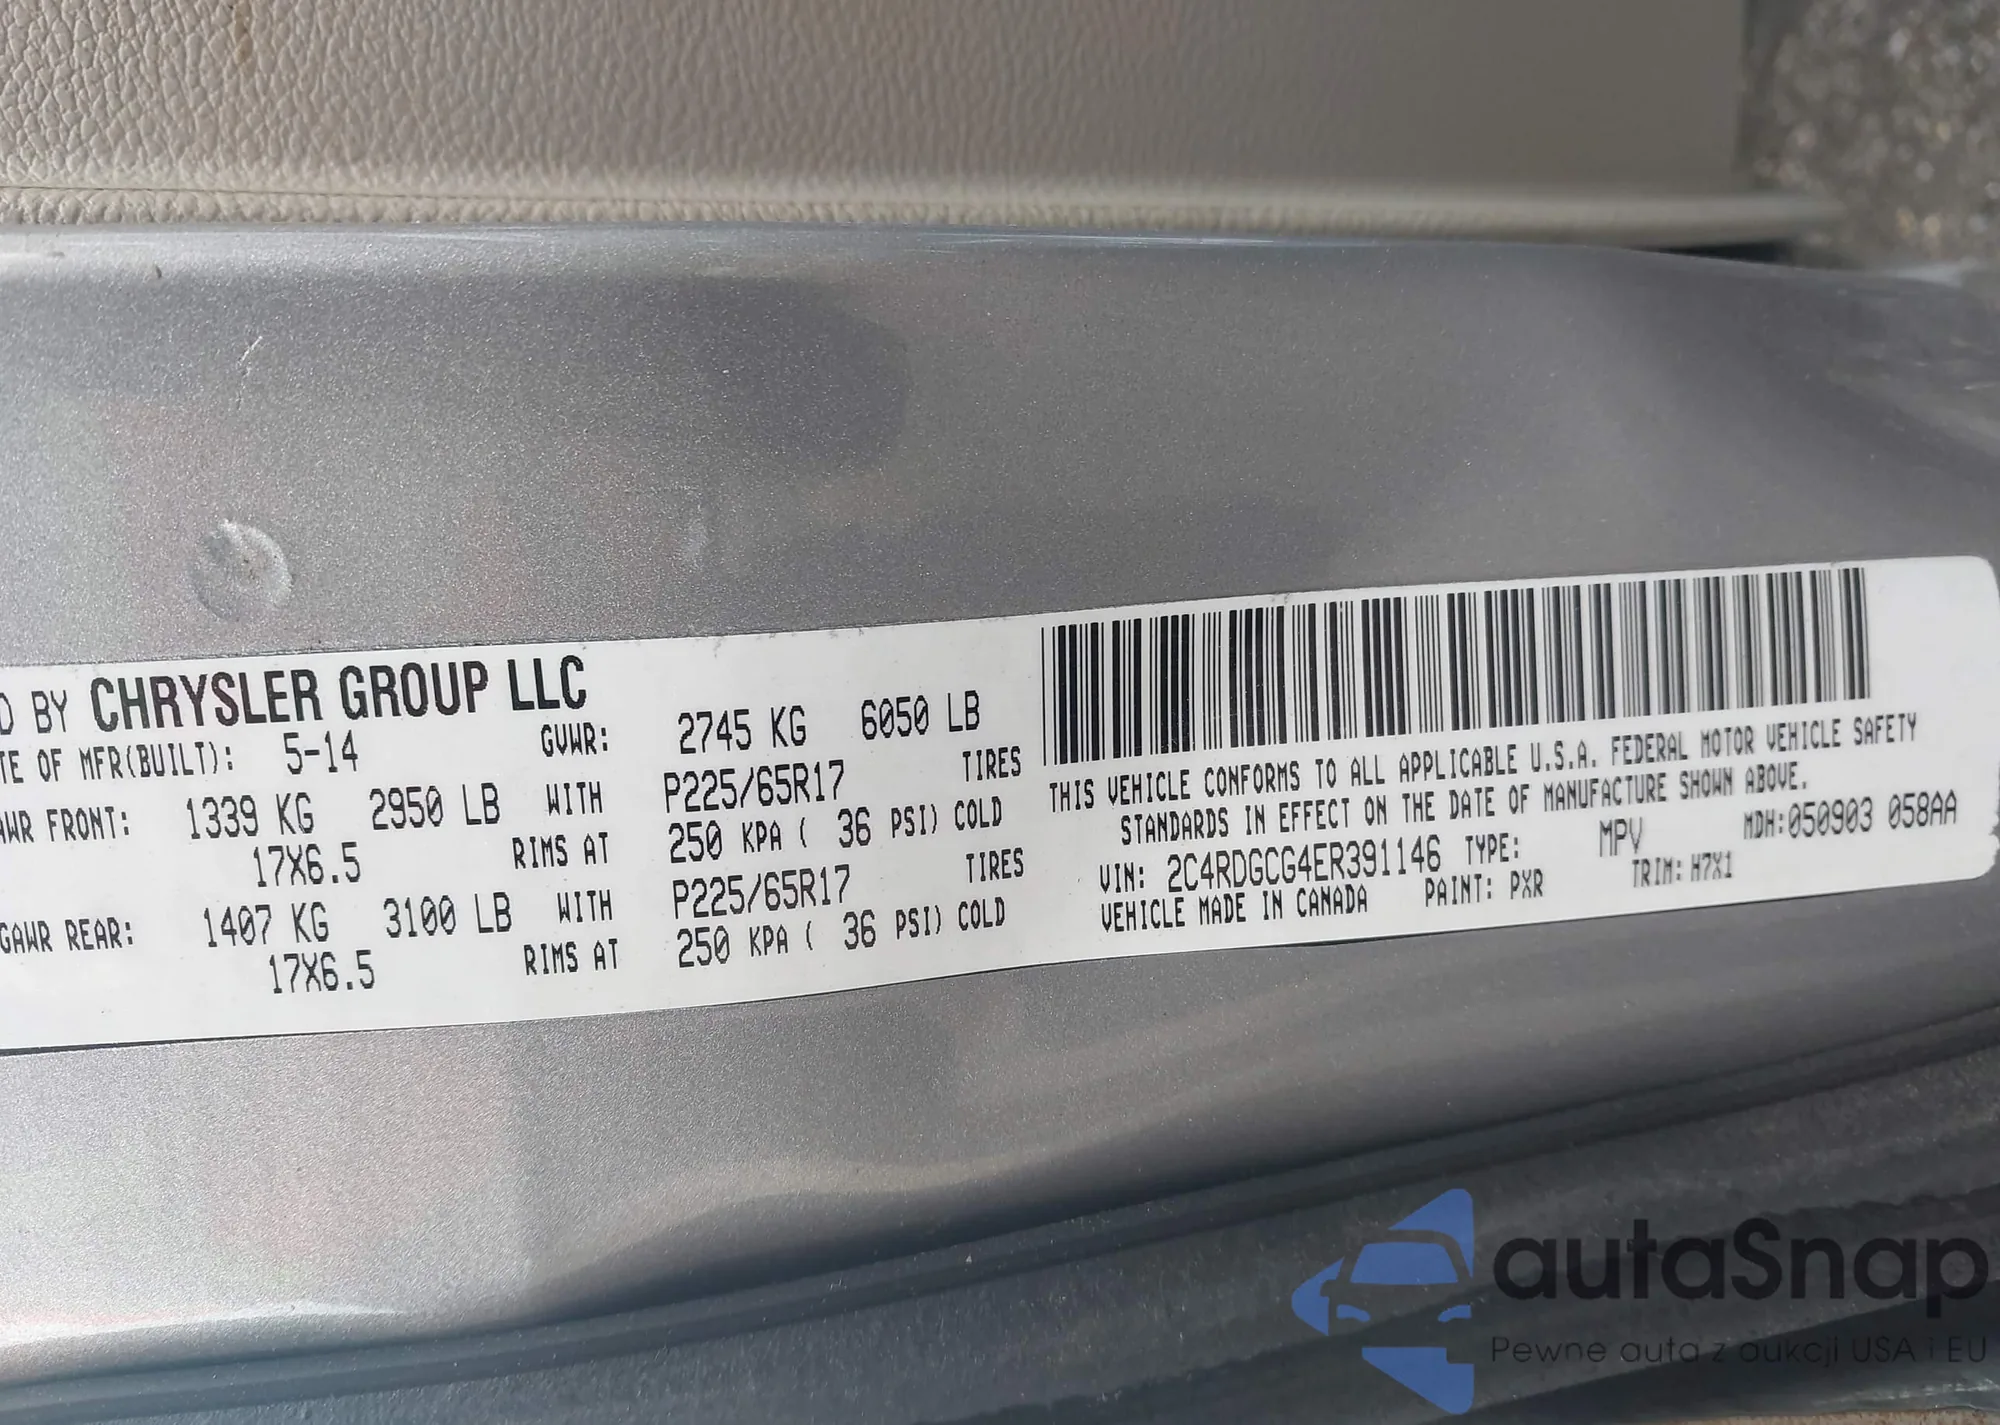 D BY CHRYSLER GROUP LLC
TE OF MFR(BUILT): 5-14 GVWR: 2745 KG 6050 LB
AWR FRONT: 1339 KG 2950 LB WITH P225/65R17 TIRES
17X6.5 RIMS AT 250 KPA ( 36 PSI) COLD
GAWR REAR: 1407 KG 3100 LB WITH P225/65R17 TIRES
17X6.5 RIMS AT 250 KPA ( 36 PSI) COLD
THIS VEHICLE CONFORMS TO ALL APPLICABLE U.S.A. FEDERAL MOTOR VEHICLE SAFETY
STANDARDS IN EFFECT ON THE DATE OF MANUFACTURE SHOWN ABOVE.
MDH:050903 058AA
VIN: 2C4RDGCG4ER391146 TYPE: MPV
VEHICLE MADE IN CANADA PAINT: PXR TRIM: H7X1
autaSnap
Pewne auta z aukcji USA i EU